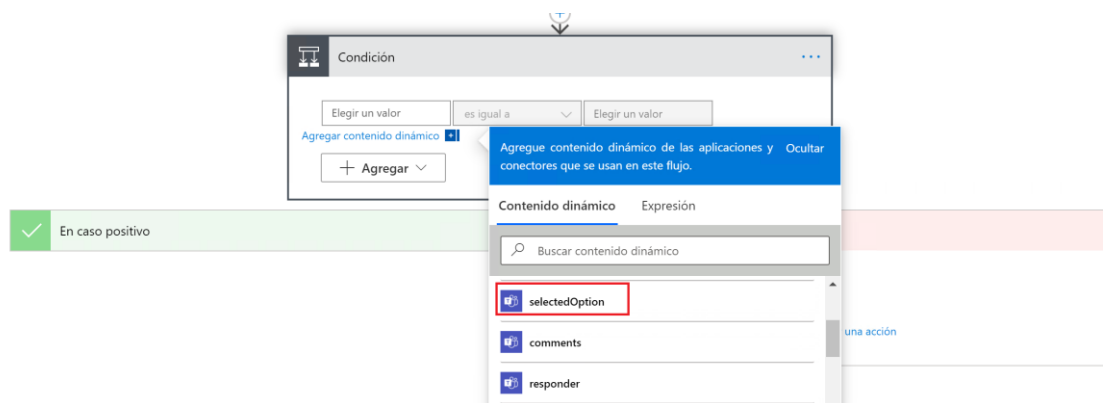 Condición
Elegir un valor
es igual a
Elegir un valor
Agregar contenido dinámico
Agregar
Agregue contenido dinámico de las aplicaciones y
conectores que se usan en este flujo.
Ocultar
Contenido dinámico
Expresión
Buscar contenido dinámico
En caso positivo
selectedOption
comments
una acción
responder